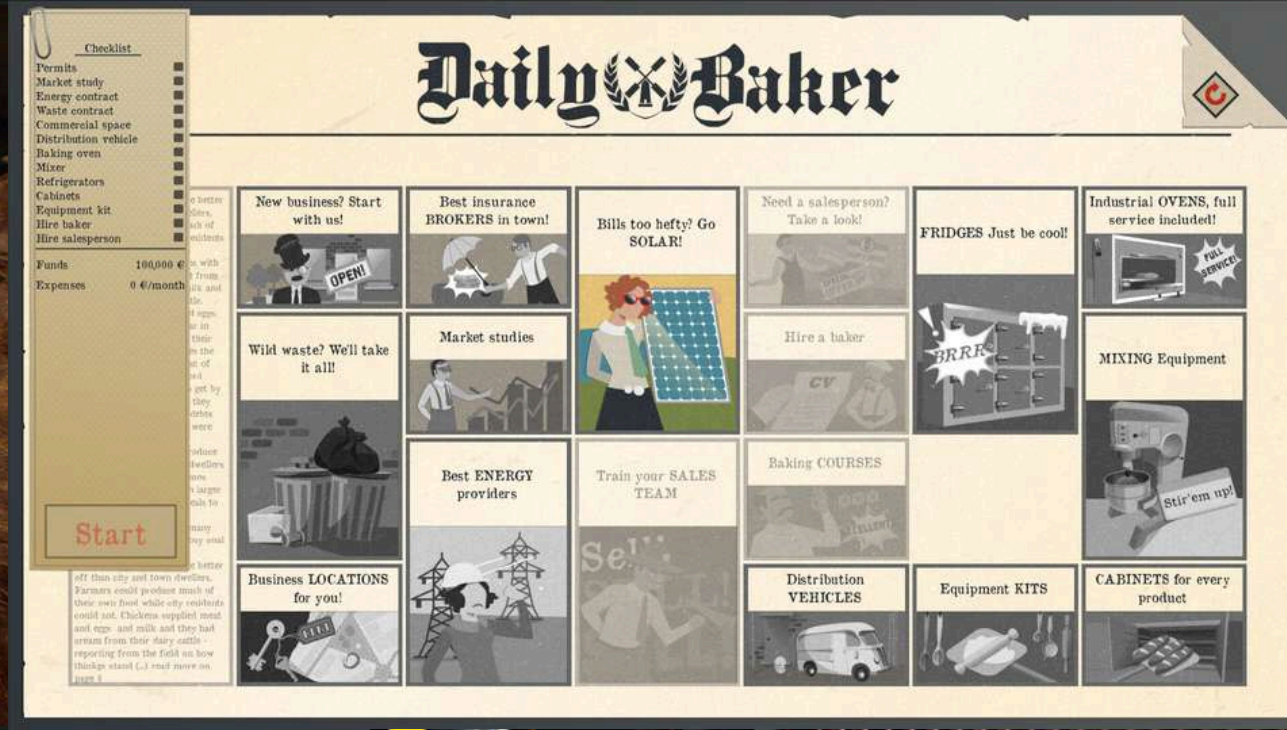 Daily Baker
Checklist
Permits
Market study
Energy contract
Waste contract
Commercial space
Distribution vehicle
Baking oven
Mixer
Refrigerators
Cabinets
Equipment kit
Hire baker
Hire salesperson
Funds 100,000 €
Expenses 0 €/month
Start
off than city and town dwellers.
Farmers could produce much of
their own food while city residents
could not. Chickens supplied meat
and eggs and milk and they had
cream from their dairy cattle -
reporting from the field on how
things stand (...) read more on
page 8
New business? Start
with us!
OPEN!
Best insurance
BROKERS in town!
Bills too hefty? Go
SOLAR!
Need a salesperson?
Take a look!
FRIDGES Just be cool!
BRRR
Industrial OVENS, full
service included!
FULL
SERVICE!
Wild waste? We'll take
it all!
Market studies
Hire a baker
CV
MIXING Equipment
Stir'em up!
Best ENERGY
providers
Train your SALES
TEAM
Baking COURSES
EXCELLENT!
Business LOCATIONS
for you!
Distribution
VEHICLES
Equipment KITS
CABINETS for every
product